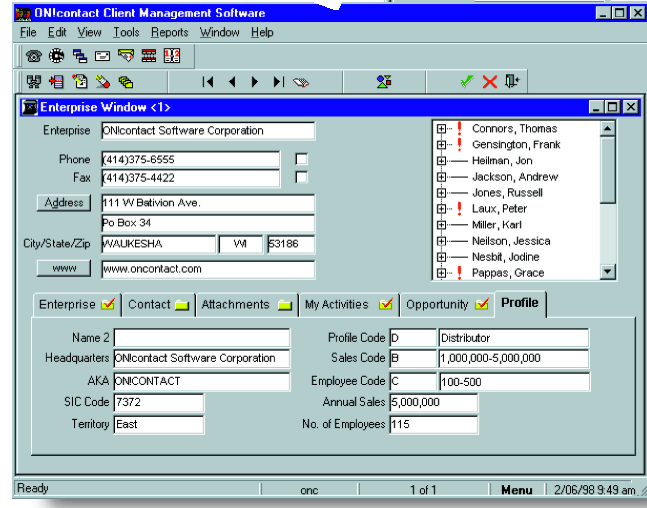 ON!contact Client Management Software
File Edit View Tools Reports Window Help
Enterprise Window <1>
Enterprise ON!contact Software Corporation
Phone (414)375-6555
Fax (414)375-4422
Address 111 W Bativion Ave.
Po Box 34
City/State/Zip WAUKESHA WI 53186
www www.oncontact.com
Connors, Thomas
Gensington, Frank
Heilman, Jon
Jackson, Andrew
Jones, Russell
Laux, Peter
Miller, Karl
Neilson, Jessica
Nesbit, Jodine
Pappas, Grace
Enterprise Contact Attachments My Activities Opportunity Profile
Name 2 Profile Code D Distributor
Headquarters ON!contact Software Corporation Sales Code B 1,000,000-5,000,000
AKA ON!CONTACT Employee Code C 100-500
SIC Code 7372 Annual Sales 5,000,000
Territory East No. of Employees 115
Ready onc 1 of 1 Menu 2/06/98 9:49 am